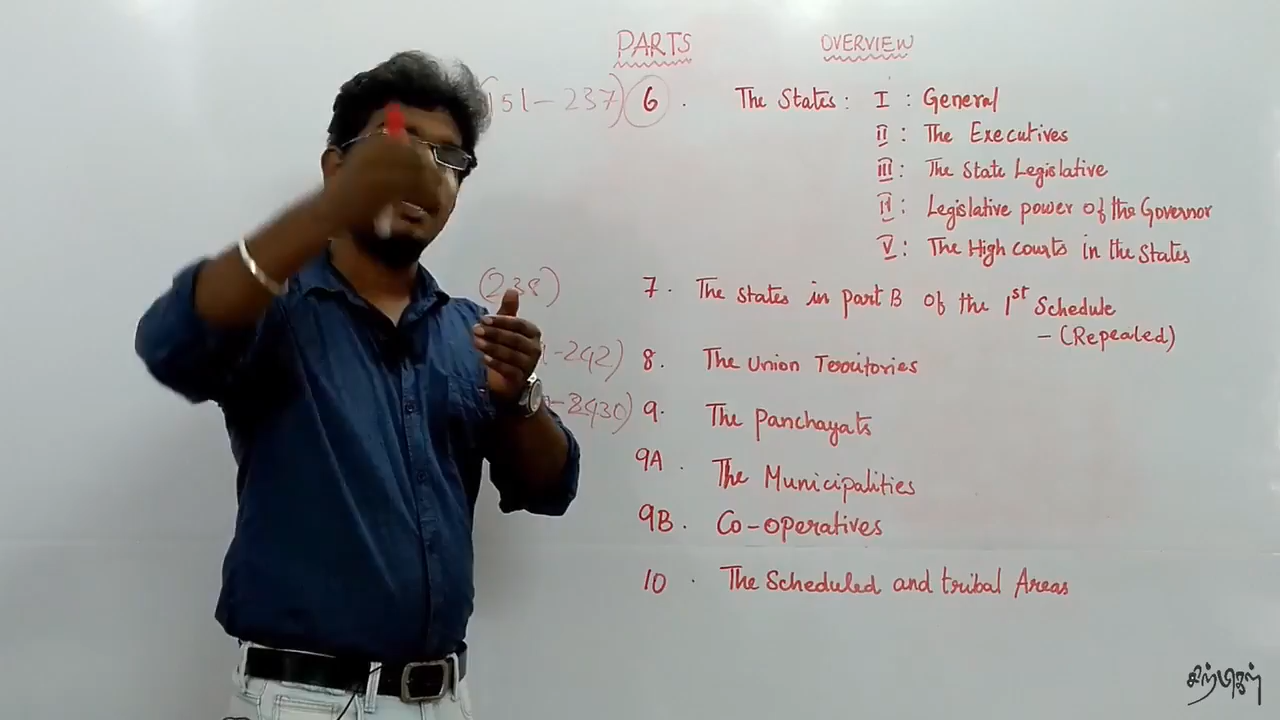 PARTS OVERVIEW
(151-237) 6. The States: I : General
II : The Executives
III : The State Legislative
IV : Legislative power of the Governor
V : The High courts in the States
(238) 7. The States in part B of the 1st Schedule
- (Repealed)
-242) 8. The Union Territories
-2430) 9. The Panchayats
9A. The Municipalities
9B. Co-operatives
10. The Scheduled and tribal Areas
சிற்பிகள்